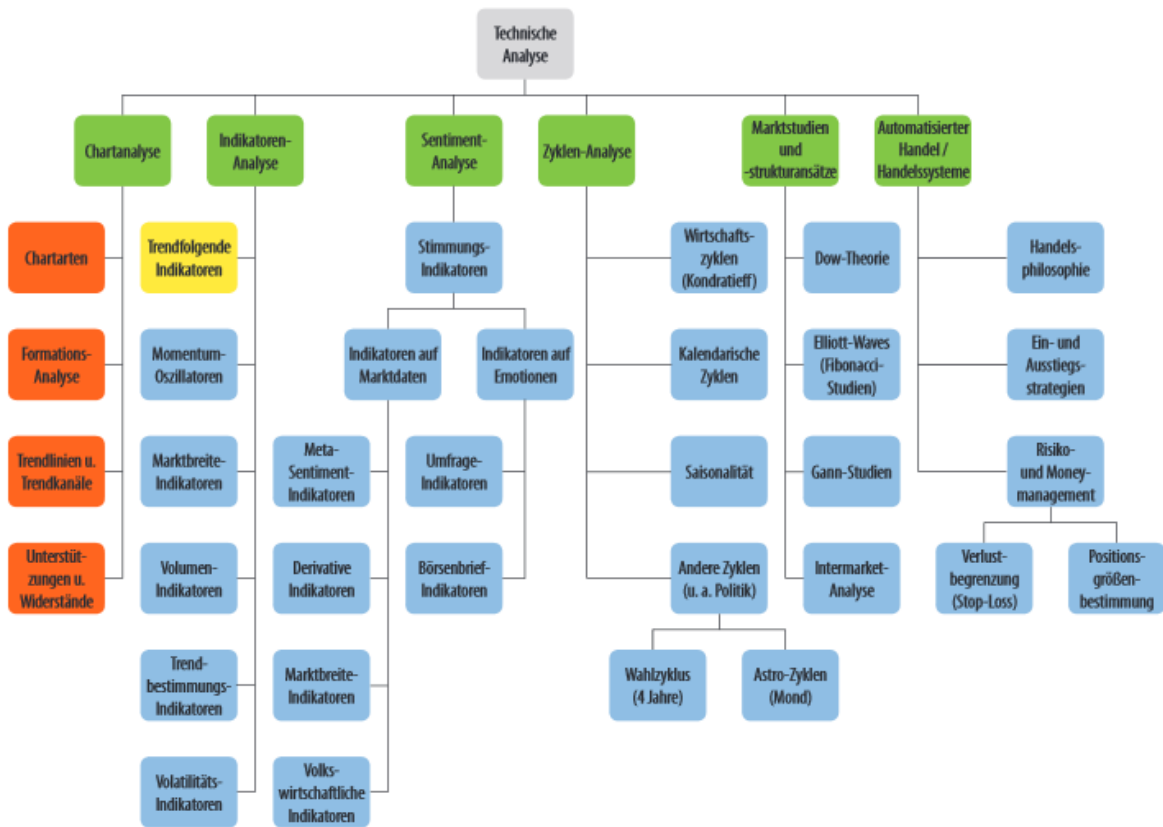 Technische
Analyse
Chartanalyse
Indikatoren-
Analyse
Sentiment-
Analyse
Zyklen-Analyse
Marktstudien
und
-strukturansätze
Automatisierter
Handel /
Handelssysteme
Chartarten
Formations-
Analyse
Trendlinien u.
Trendkanäle
Unterstüt-
zungen u.
Widerstände
Trendfolgende
Indikatoren
Momentum-
Oszillatoren
Marktbreite-
Indikatoren
Volumen-
Indikatoren
Trend-
bestimmungs-
Indikatoren
Volatilitäts-
Indikatoren
Stimmungs-
Indikatoren
Indikatoren auf
Marktdaten
Meta-
Sentiment-
Indikatoren
Derivative
Indikatoren
Marktbreite-
Indikatoren
Volks-
wirtschaftliche
Indikatoren
Indikatoren auf
Emotionen
Umfrage-
Indikatoren
Börsenbrief-
Indikatoren
Wirtschafts-
zyklen
(Kondratieff)
Kalendarische
Zyklen
Saisonalität
Andere Zyklen
(u. a. Politik)
Wahlzyklus
(4 Jahre)
Astro-Zyklen
(Mond)
Dow-Theorie
Elliott-Waves
(Fibonacci-
Studien)
Gann-Studien
Intermarket-
Analyse
Handels-
philosophie
Ein- und
Ausstiegs-
strategien
Risiko-
und Money-
management
Verlust-
begrenzung
(Stop-Loss)
Positions-
größen-
bestimmung